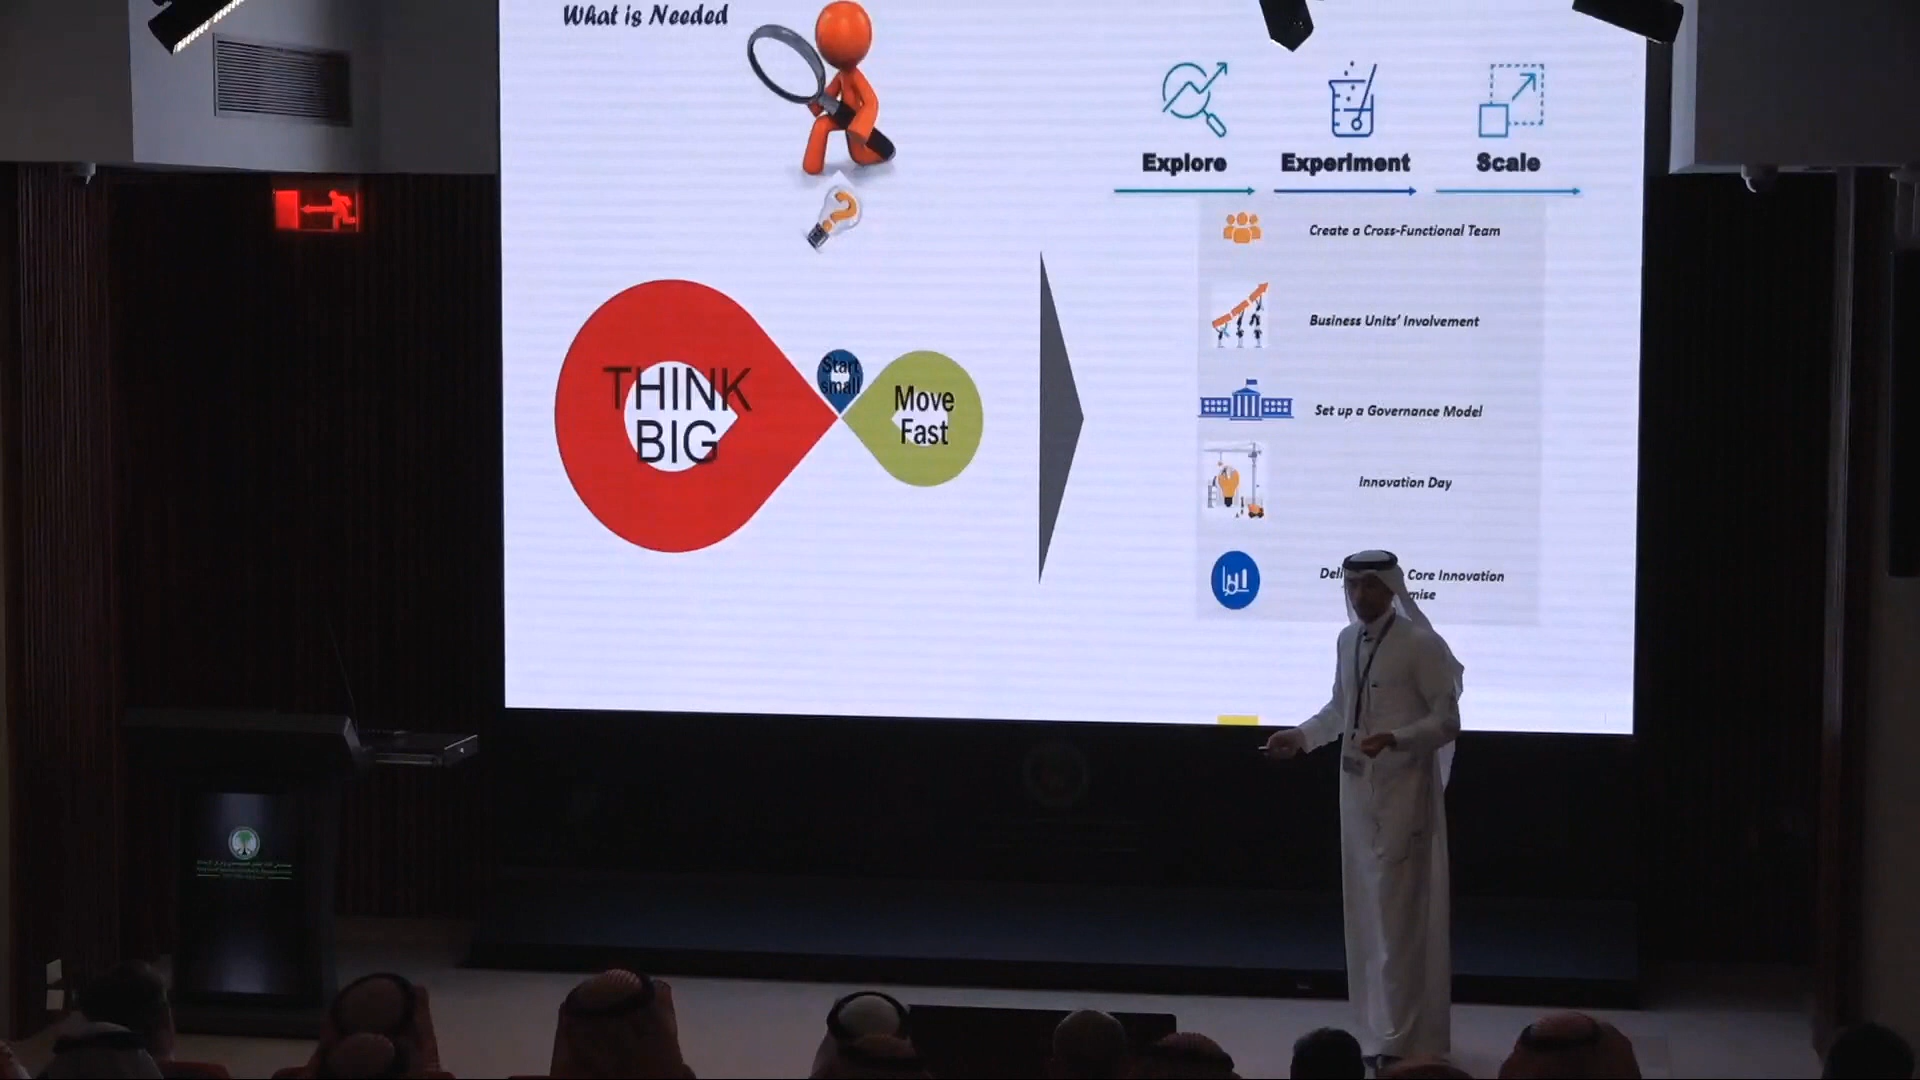 What is Needed
Explore
Experiment
Scale
Create a Cross-Functional Team
Business Units' Involvement
THINK
BIG
Start
small
Move
Fast
Set up a Governance Model
Innovation Day
Core Innovation